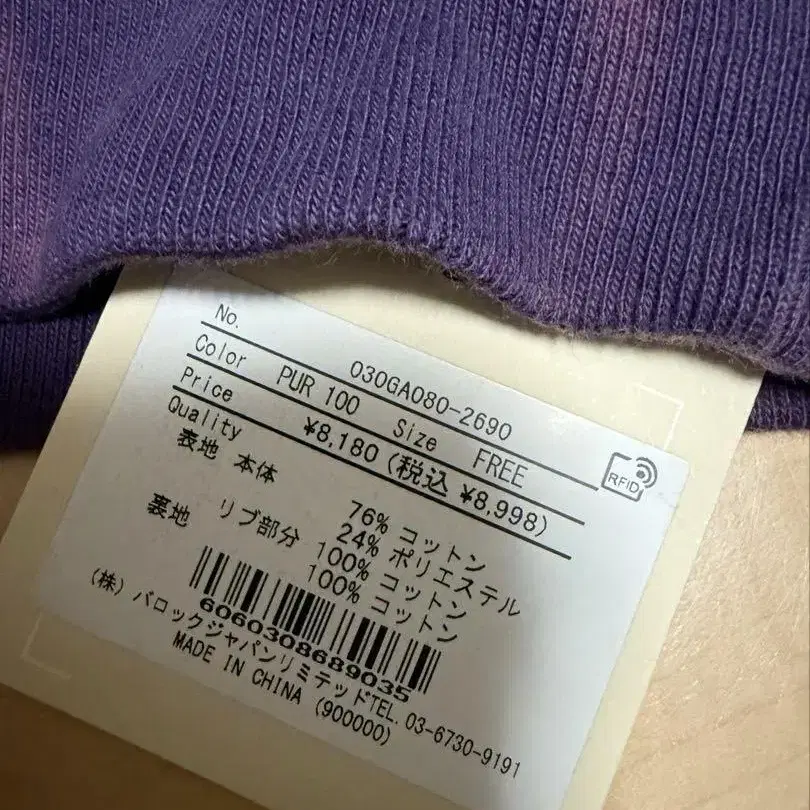 No. 030GA080-2690
Color PUR 100 Size FREE
Price ¥8,180 (税込 ¥8,998)
Quality
表地 本体 76% コットン
24% ポリエステル
リブ部分 100% コットン
裏地 100% コットン
RFID
6060308689035
(株) バロックジャパンリミテッドTEL. 03-6730-9191
MADE IN CHINA (900000)